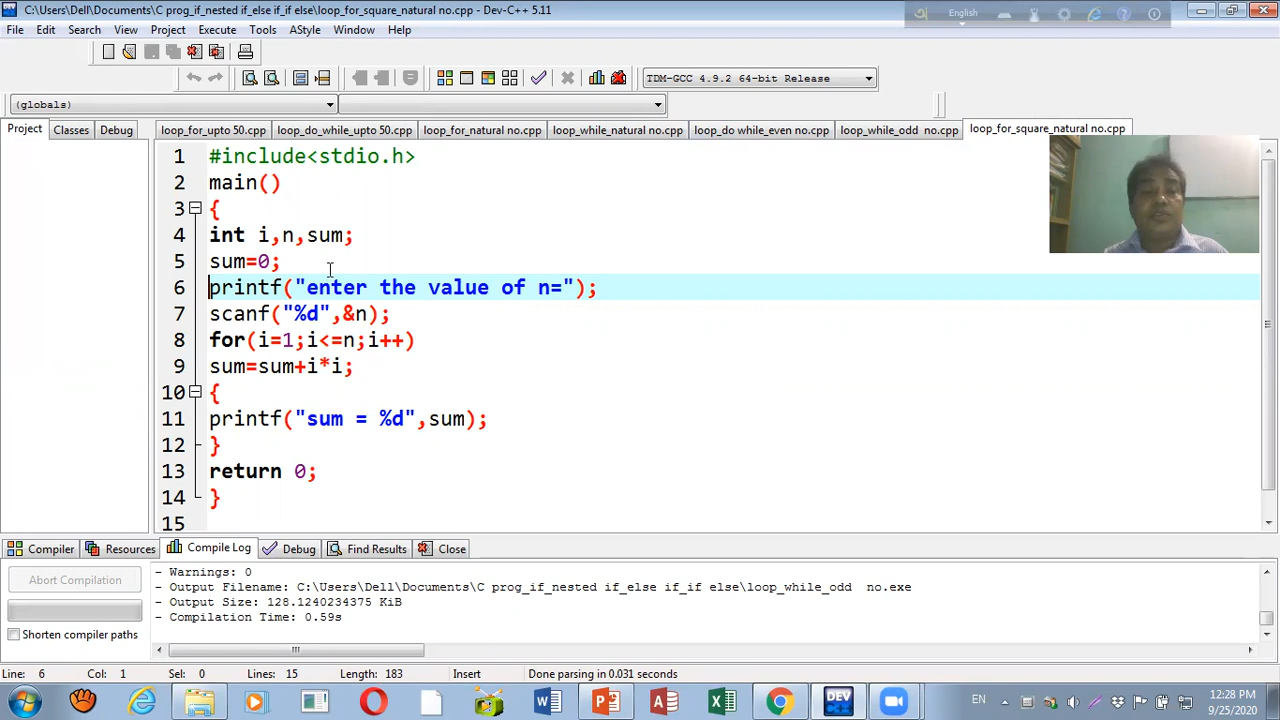 C:\Users\Dell\Documents\C prog_if_nested if_else if_if else\loop_for_square_natural no.cpp - Dev-C++ 5.11
English
File Edit Search View Project Execute Tools AStyle Window Help
TDM-GCC 4.9.2 64-bit Release
(globals)
Project Classes Debug
loop_for_upto 50.cpp loop_do_while_upto 50.cpp loop_for_natural no.cpp loop_while_natural no.cpp loop_do while_even no.cpp loop_while_odd no.cpp loop_for_square_natural no.cpp
1 #include<stdio.h>
2 main()
3 {
4 int i,n,sum;
5 sum=0;
6 printf("enter the value of n=");
7 scanf("%d",&n);
8 for(i=1;i<=n;i++)
9 sum=sum+i*i;
10 {
11 printf("sum = %d",sum);
12 }
13 return 0;
14 }
15
Compiler Resources Compile Log Debug Find Results Close
Abort Compilation
Shorten compiler paths
- Warnings: 0
- Output Filename: C:\Users\Dell\Documents\C prog_if_nested if_else if_if else\loop_while_odd  no.exe
- Output Size: 128.1240234375 KiB
- Compilation Time: 0.59s
Line: 6 Col: 1 Sel: 0 Lines: 15 Length: 183 Insert Done parsing in 0.031 seconds
DEV
EN
12:28 PM
9/25/2020